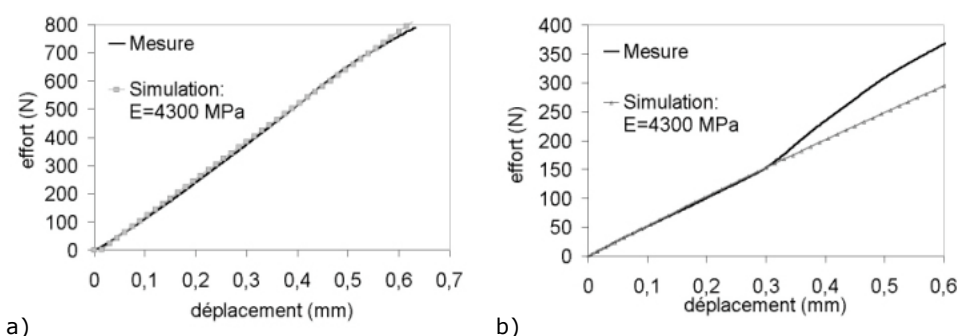 800
700
600
500
400
300
200
100
0
effort (N)
Mesure
Simulation:
E=4300 MPa
0 0,1 0,2 0,3 0,4 0,5 0,6 0,7
déplacement (mm)
a)
400
350
300
250
200
150
100
50
0
effort (N)
Mesure
Simulation:
E=4300 MPa
0 0,1 0,2 0,3 0,4 0,5 0,6
déplacement (mm)
b)